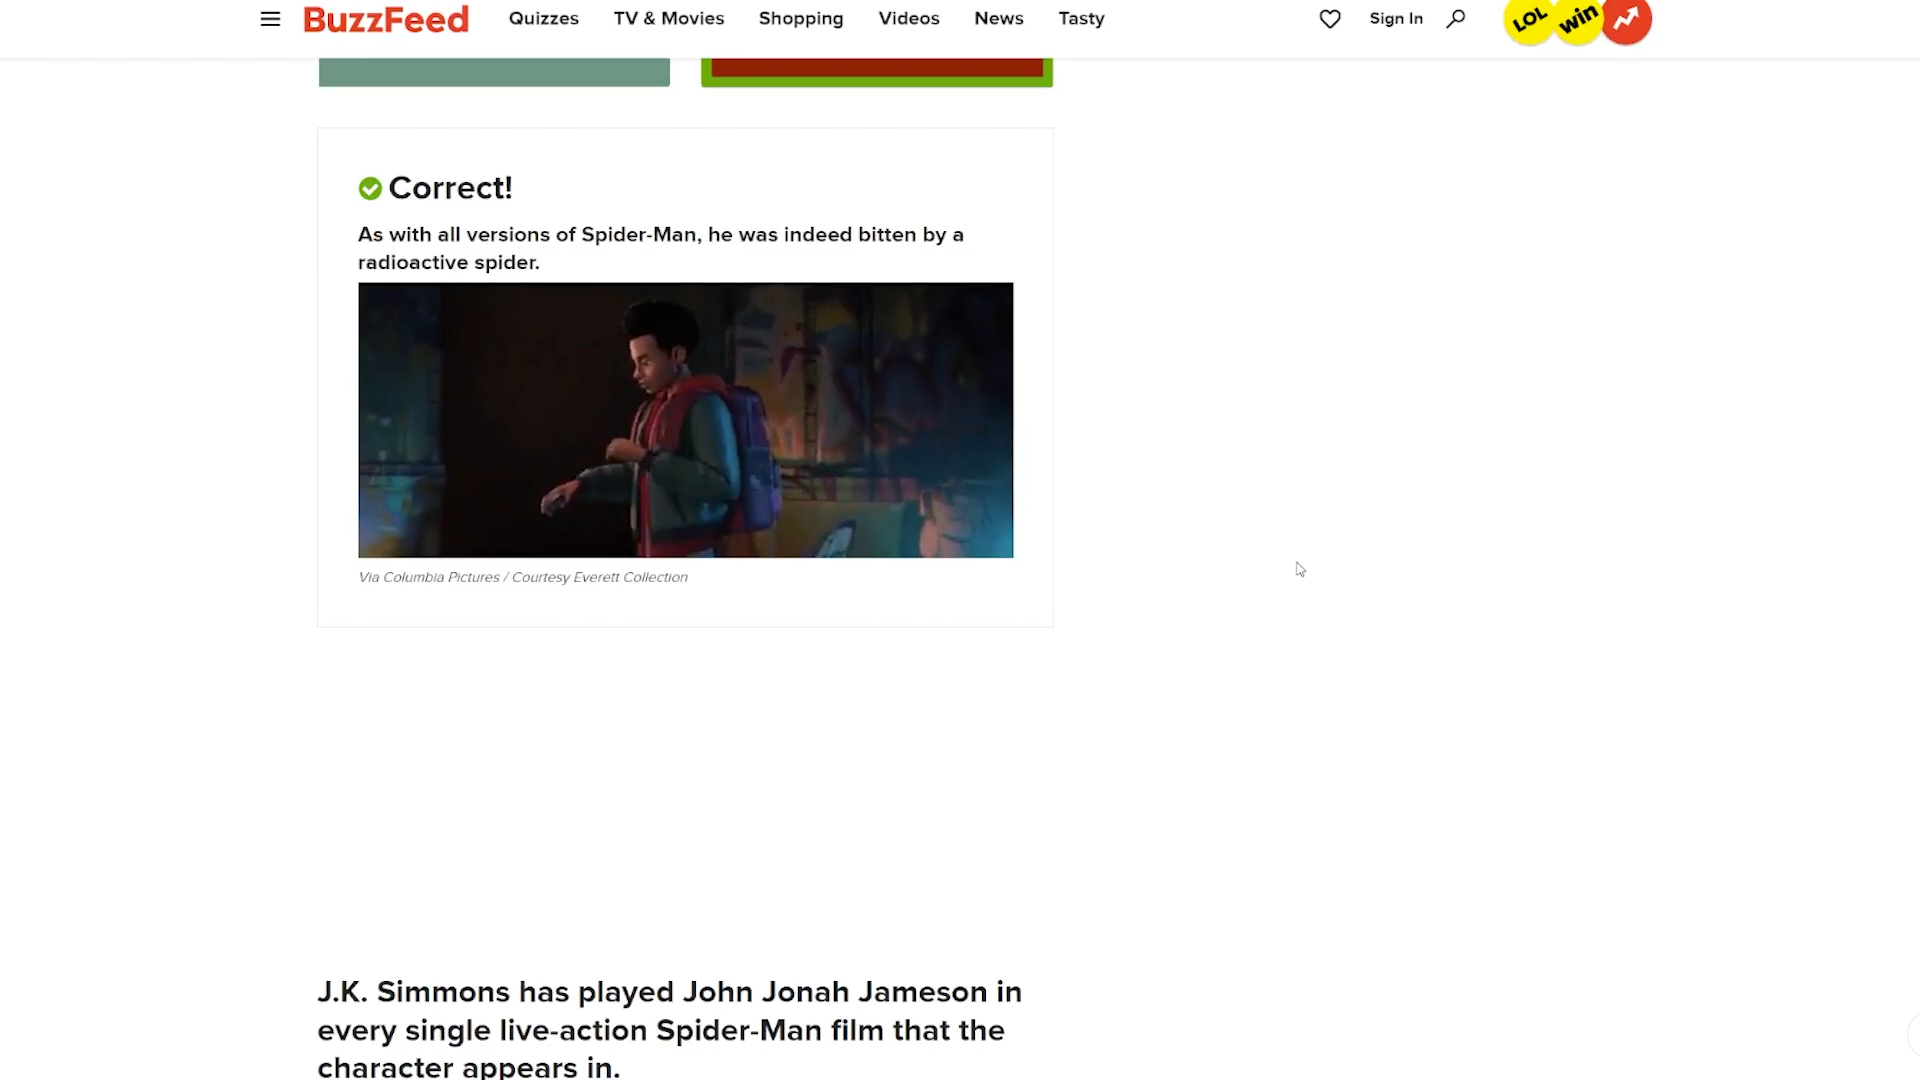 BuzzFeed Quizzes TV & Movies Shopping Videos News Tasty Sign In LOL win
Correct!
As with all versions of Spider-Man, he was indeed bitten by a
radioactive spider.
Via Columbia Pictures / Courtesy Everett Collection
J.K. Simmons has played John Jonah Jameson in
every single live-action Spider-Man film that the
character appears in.